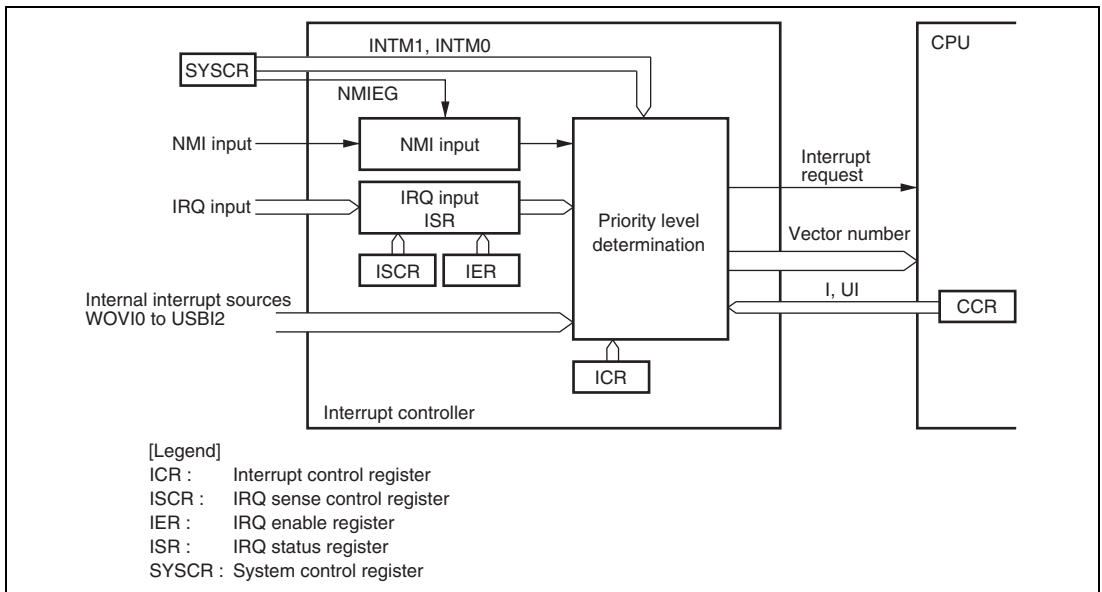 INTM1, INTM0
CPU
SYSCR
NMIEG
NMI input
NMI input
Interrupt
request
IRQ input
IRQ input
ISR
Priority level
determination
Vector number
ISCR
IER
I, UI
CCR
Internal interrupt sources
WOVI0 to USBI2
ICR
Interrupt controller
[Legend]
ICR : Interrupt control register
ISCR : IRQ sense control register
IER : IRQ enable register
ISR : IRQ status register
SYSCR : System control register